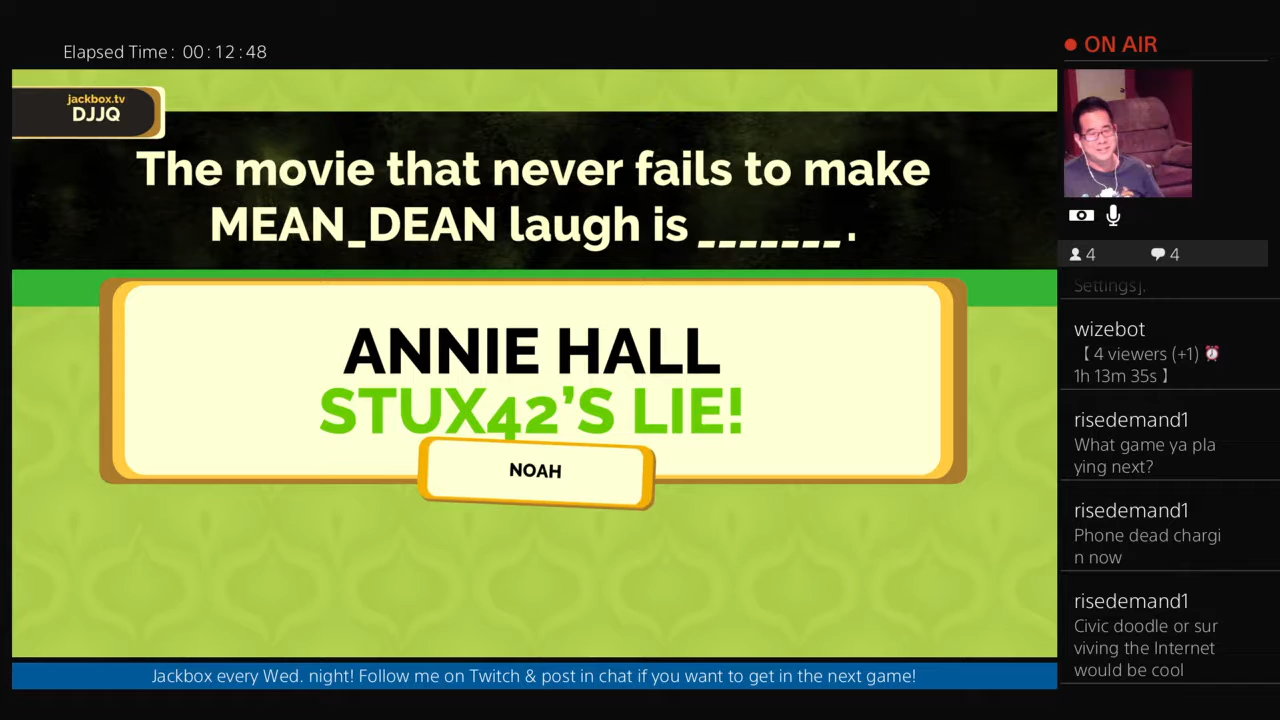 Elapsed Time: 00:12:48
ON AIR
jackbox.tv
DJJQ
The movie that never fails to make
MEAN_DEAN laugh is _______.
ANNIE HALL
STUX42'S LIE!
NOAH
4
4
Settings].
wizebot
【 4 viewers (+1) ⏰
1h 13m 35s 】
risedemand1
What game ya pla
ying next?
risedemand1
Phone dead chargi
n now
risedemand1
Civic doodle or sur
viving the Internet
would be cool
Jackbox every Wed. night! Follow me on Twitch & post in chat if you want to get in the next game!